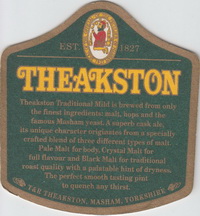 EST 1827
THEAKSTON
Theakston Traditional Mild is brewed from only
the finest ingredients: malt, hops and the
famous Masham yeast. A superb cask ale,
its unique character originates from a specially
crafted blend of three different types of malt
Pale Malt for body, Crystal Malt for
full flavour and Black Malt for traditional
roast quality with a palatable hint of dryness.
The perfect smooth tasting pint
to quench any thirst.
T&R THEAKSTON, MASHAM, YORKSHIRE